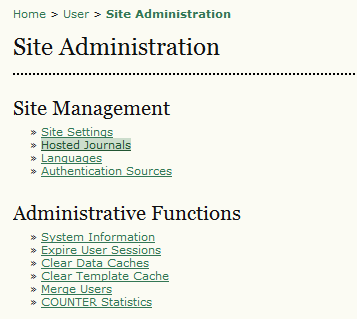 Home > User > Site Administration
Site Administration
Site Management
» Site Settings
» Hosted Journals
» Languages
» Authentication Sources
Administrative Functions
» System Information
» Expire User Sessions
» Clear Data Caches
» Clear Template Cache
» Merge Users
» COUNTER Statistics